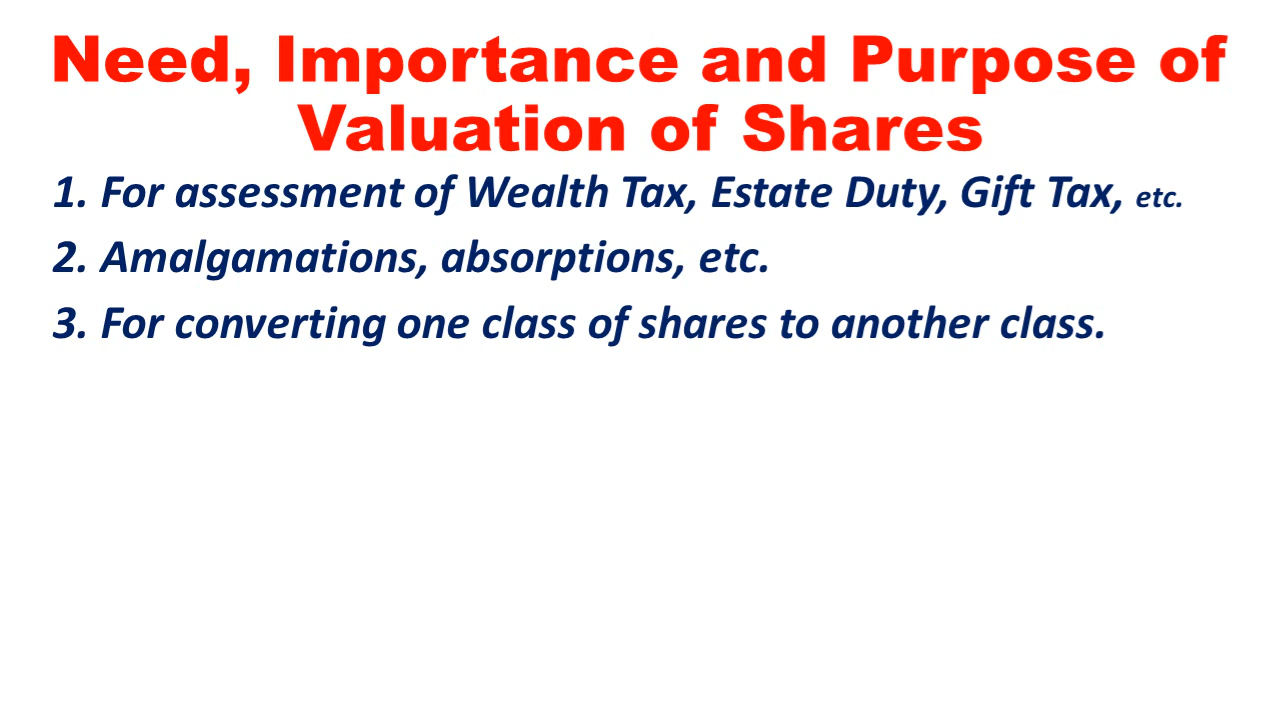 Need, Importance and Purpose of
Valuation of Shares
1. For assessment of Wealth Tax, Estate Duty, Gift Tax, etc.
2. Amalgamations, absorptions, etc.
3. For converting one class of shares to another class.